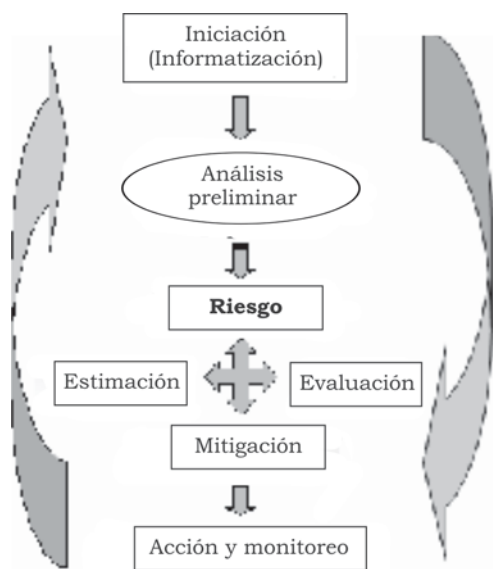 Iniciación
(Informatización)
Análisis
preliminar
Riesgo
Estimación
Evaluación
Mitigación
Acción y monitoreo